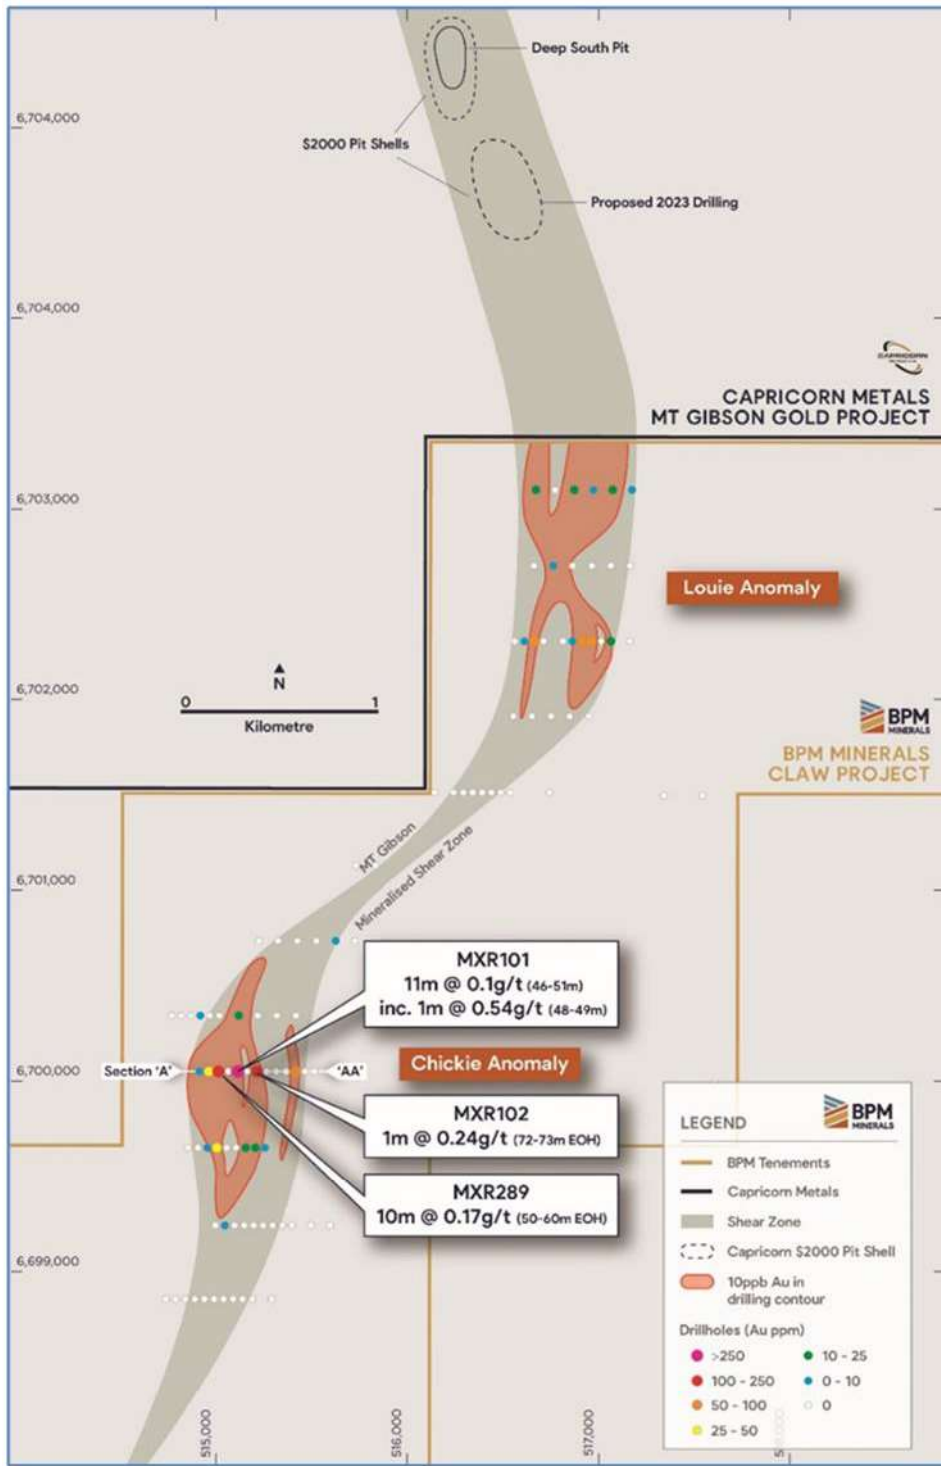 Deep South Pit
6,704,000
$2000 Pit Shells
Proposed 2023 Drilling
6,704,000
CAPRICORN
CAPRICORN METALS
MT GIBSON GOLD PROJECT
6,703,000
Louie Anomaly
N
0 1
Kilometre
6,702,000
BPM
MINERALS
BPM MINERALS
CLAW PROJECT
MT Gibson
Mineralised Shear Zone
6,701,000
MXR101
11m @ 0.1g/t (46-51m)
inc. 1m @ 0.54g/t (48-49m)
Chickie Anomaly
Section 'A'
'AA'
6,700,000
MXR102
1m @ 0.24g/t (72-73m EOH)
MXR289
10m @ 0.17g/t (50-60m EOH)
6,699,000
LEGEND
BPM
MINERALS
BPM Tenements
Capricorn Metals
Shear Zone
Capricorn $2000 Pit Shell
10ppb Au in
drilling contour
Drillholes (Au ppm)
>250
10 - 25
100 - 250
0 - 10
50 - 100
0
25 - 50
515,000
516,000
517,000